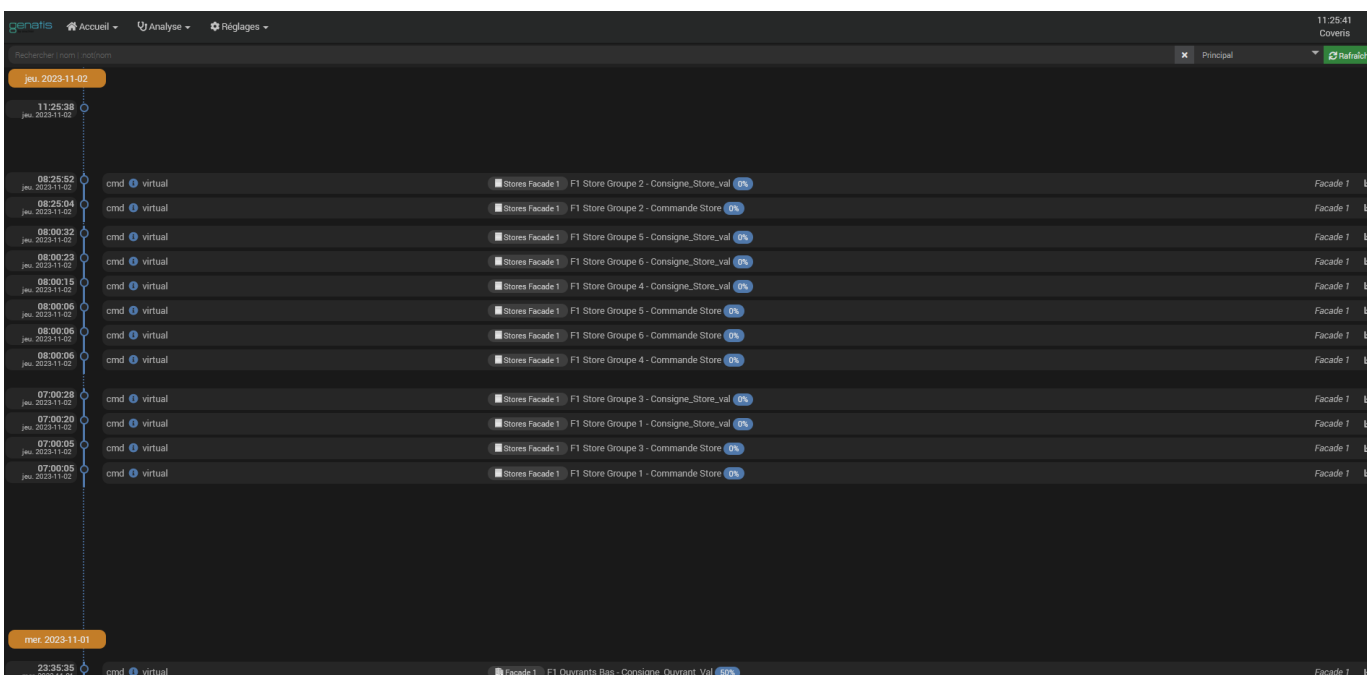 genatis Accueil Analyse Réglages 11:25:41
Coveris
Rechercher | nom | not(nom Principal Rafraîch
jeu. 2023-11-02
11:25:38
jeu. 2023-11-02
08:25:52 cmd virtual Stores Facade 1 F1 Store Groupe 2 - Consigne_Store_val 0% Facade 1
jeu. 2023-11-02
08:25:04 cmd virtual Stores Facade 1 F1 Store Groupe 2 - Commande Store 0% Facade 1
jeu. 2023-11-02
08:00:32 cmd virtual Stores Facade 1 F1 Store Groupe 5 - Consigne_Store_val 0% Facade 1
jeu. 2023-11-02
08:00:23 cmd virtual Stores Facade 1 F1 Store Groupe 6 - Consigne_Store_val 0% Facade 1
jeu. 2023-11-02
08:00:15 cmd virtual Stores Facade 1 F1 Store Groupe 4 - Consigne_Store_val 0% Facade 1
jeu. 2023-11-02
08:00:06 cmd virtual Stores Facade 1 F1 Store Groupe 5 - Commande Store 0% Facade 1
jeu. 2023-11-02
08:00:06 cmd virtual Stores Facade 1 F1 Store Groupe 6 - Commande Store 0% Facade 1
jeu. 2023-11-02
08:00:06 cmd virtual Stores Facade 1 F1 Store Groupe 4 - Commande Store 0% Facade 1
jeu. 2023-11-02
07:00:28 cmd virtual Stores Facade 1 F1 Store Groupe 3 - Consigne_Store_val 0% Facade 1
jeu. 2023-11-02
07:00:20 cmd virtual Stores Facade 1 F1 Store Groupe 1 - Consigne_Store_val 0% Facade 1
jeu. 2023-11-02
07:00:05 cmd virtual Stores Facade 1 F1 Store Groupe 3 - Commande Store 0% Facade 1
jeu. 2023-11-02
07:00:05 cmd virtual Stores Facade 1 F1 Store Groupe 1 - Commande Store 0% Facade 1
jeu. 2023-11-02
mer. 2023-11-01
23:35:35 cmd virtual Facade 1 F1 Ouvrants Bas - Consigne_Ouvrant_Val 50% Facade 1